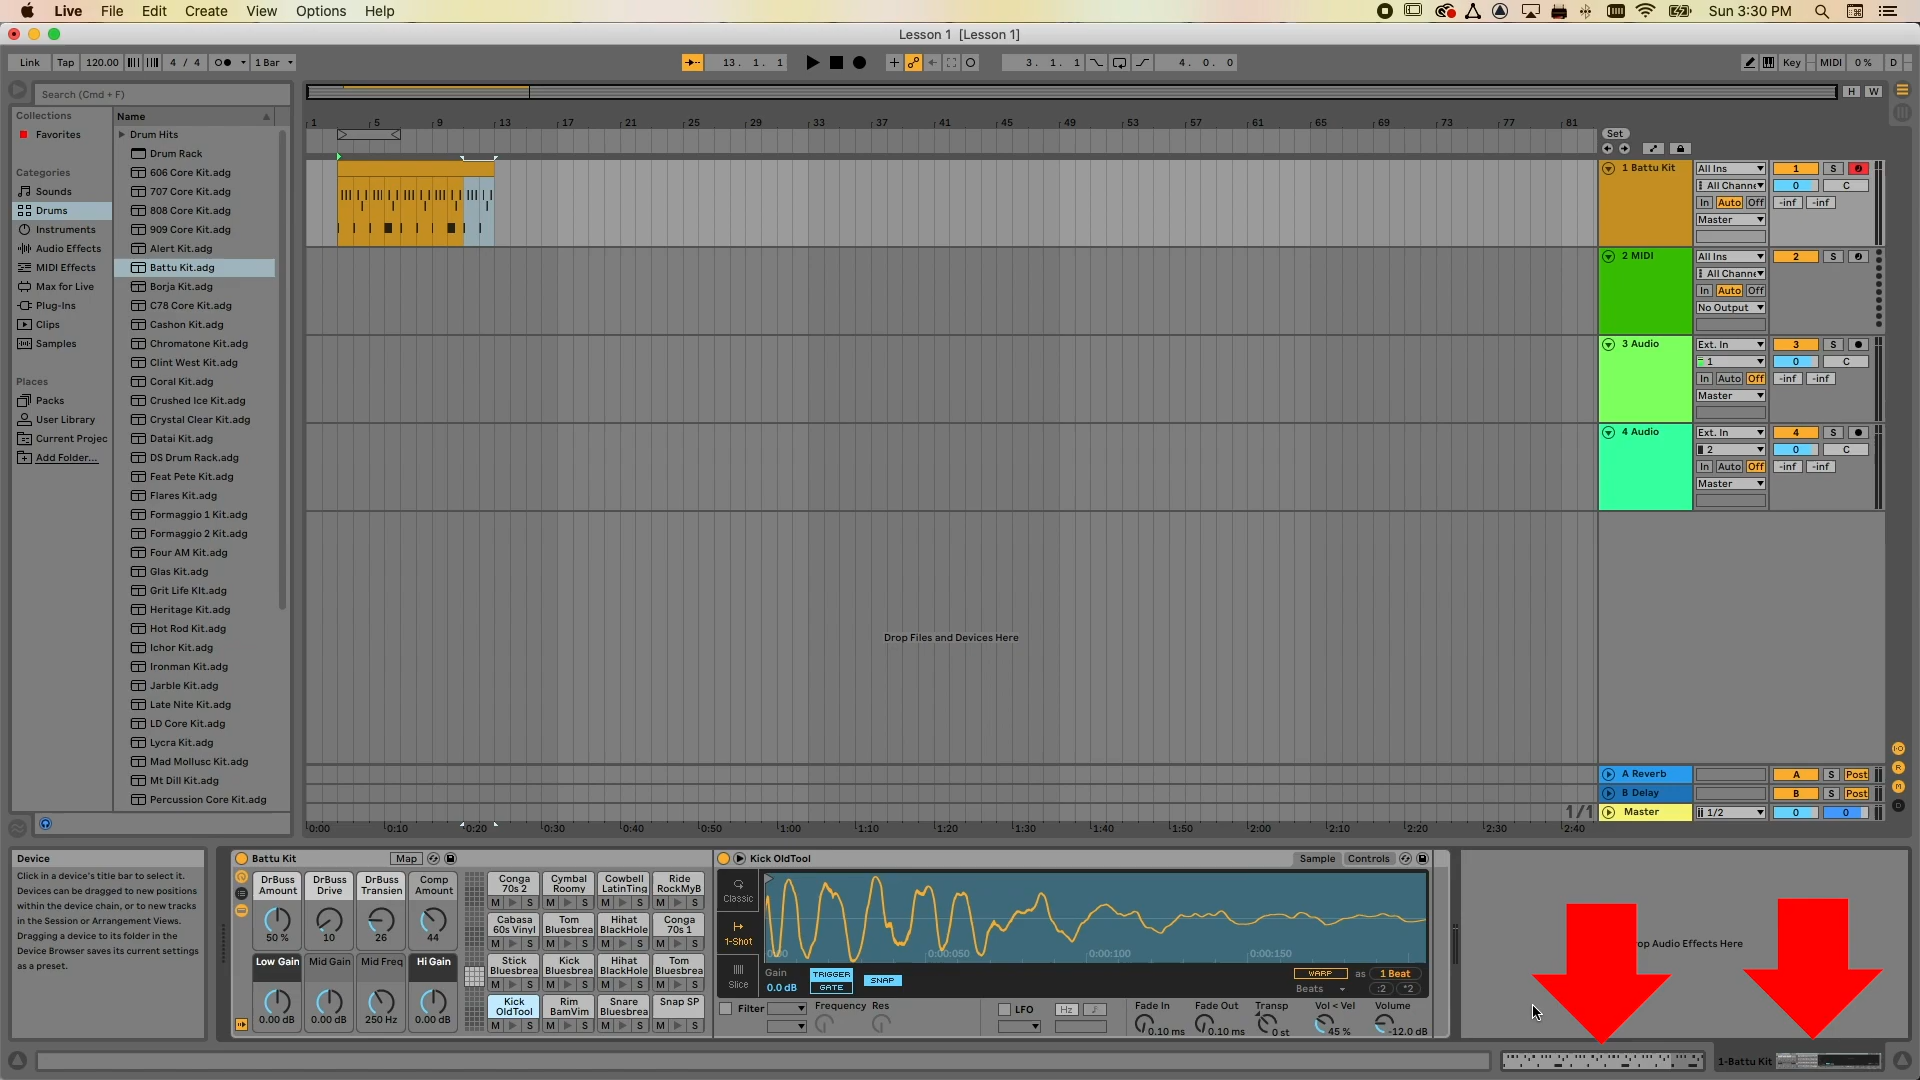 Live File Edit Create View Options Help Sun 3:30 PM
Lesson 1 [Lesson 1]
Link Tap 120.00 4 / 4 1 Bar 13. 1. 1 3. 1. 1 4. 0. 0 Key MIDI 0 % D
Search (Cmd + F)
H W
Collections
Favorites
Categories
Sounds
Drums
Instruments
Audio Effects
MIDI Effects
Max for Live
Plug-Ins
Clips
Samples
Places
Packs
User Library
Current Projec
Add Folder...
Name
Drum Hits
Drum Rack
606 Core Kit.adg
707 Core Kit.adg
808 Core Kit.adg
909 Core Kit.adg
Alert Kit.adg
Battu Kit.adg
Borja Kit.adg
C78 Core Kit.adg
Cashon Kit.adg
Chromatone Kit.adg
Clint West Kit.adg
Coral Kit.adg
Crushed Ice Kit.adg
Crystal Clear Kit.adg
Datai Kit.adg
DS Drum Rack.adg
Feat Pete Kit.adg
Flares Kit.adg
Formaggio 1 Kit.adg
Formaggio 2 Kit.adg
Four AM Kit.adg
Glas Kit.adg
Grit Life KIt.adg
Heritage Kit.adg
Hot Rod Kit.adg
Ichor Kit.adg
Ironman Kit.adg
Jarble Kit.adg
Late Nite Kit.adg
LD Core Kit.adg
Lycra Kit.adg
Mad Mollusc Kit.adg
Mt Dill Kit.adg
Percussion Core Kit.adg
1 5 9 13 17 21 25 29 33 37 41 45 49 53 57 61 65 69 73 77 81
Set
1 Battu Kit All Ins 1 S
All Channe 0 C
In Auto Off -inf -inf
Master
2 MIDI All Ins 2 S
All Channe
In Auto Off
No Output
3 Audio Ext. In 3 S
1 0 C
In Auto Off -inf -inf
Master
4 Audio Ext. In 4 S
2 0 C
In Auto Off -inf -inf
Master
Drop Files and Devices Here
A Reverb A S Post
B Delay B S Post
1/1 Master 1/2 0 0
0:00 0:10 0:20 0:30 0:40 0:50 1:00 1:10 1:20 1:30 1:40 1:50 2:00 2:10 2:20 2:30 2:40
Device
Click in a device's title bar to select it.
Devices can be dragged to new positions
within the device chain, or to new tracks
in the Session or Arrangement Views.
Dragging a device to its folder in the
Device Browser saves its current settings
as a preset.
Battu Kit Map
DrBuss Amount DrBuss Drive DrBuss Transien Comp Amount
50 % 10 26 44
Low Gain Mid Gain Mid Freq Hi Gain
0.00 dB 0.00 dB 250 Hz 0.00 dB
Conga 70s 2 Cymbal Roomy Cowbell LatinTing Ride RockMyB
M S M S M S M S
Cabasa 60s Vinyl Tom Bluesbrea Hihat BlackHole Conga 70s 1
M S M S M S M S
Stick Bluesbrea Kick Bluesbrea Hihat BlackHole Tom Bluesbrea
M S M S M S M S
Kick OldTool Rim BamVim Snare Bluesbrea Snap SP
M S M S M S M S
Kick OldTool Sample Controls
Classic
1-Shot
Slice
0:00 0:00:050 0:00:100 0:00:150
Gain TRIGGER SNAP WARP as 1 Beat
0.0 dB GATE Beats :2 *2
Filter Frequency Res LFO Hz Fade In Fade Out Transp Vol < Vel Volume
0.10 ms 0.10 ms 0 st 45 % -12.0 dB
op Audio Effects Here
1-Battu Kit